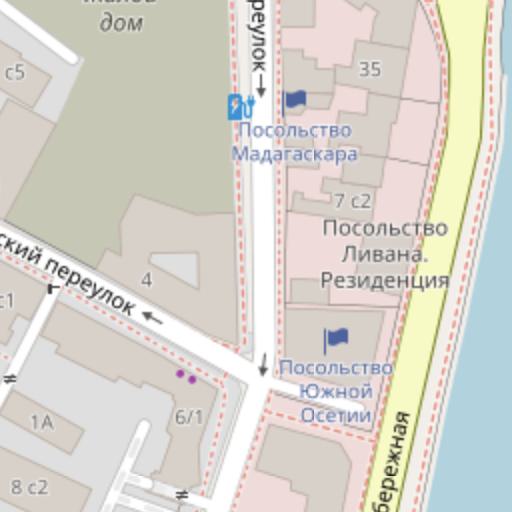 дом
реулок
с5
35
Посольство
Мадагаскара
7 с2
Посольство
Ливана.
Резиденция
ский переулок
4
с1
Посольство
Южной
Осетии
6/1
1А
8 с2
бережная